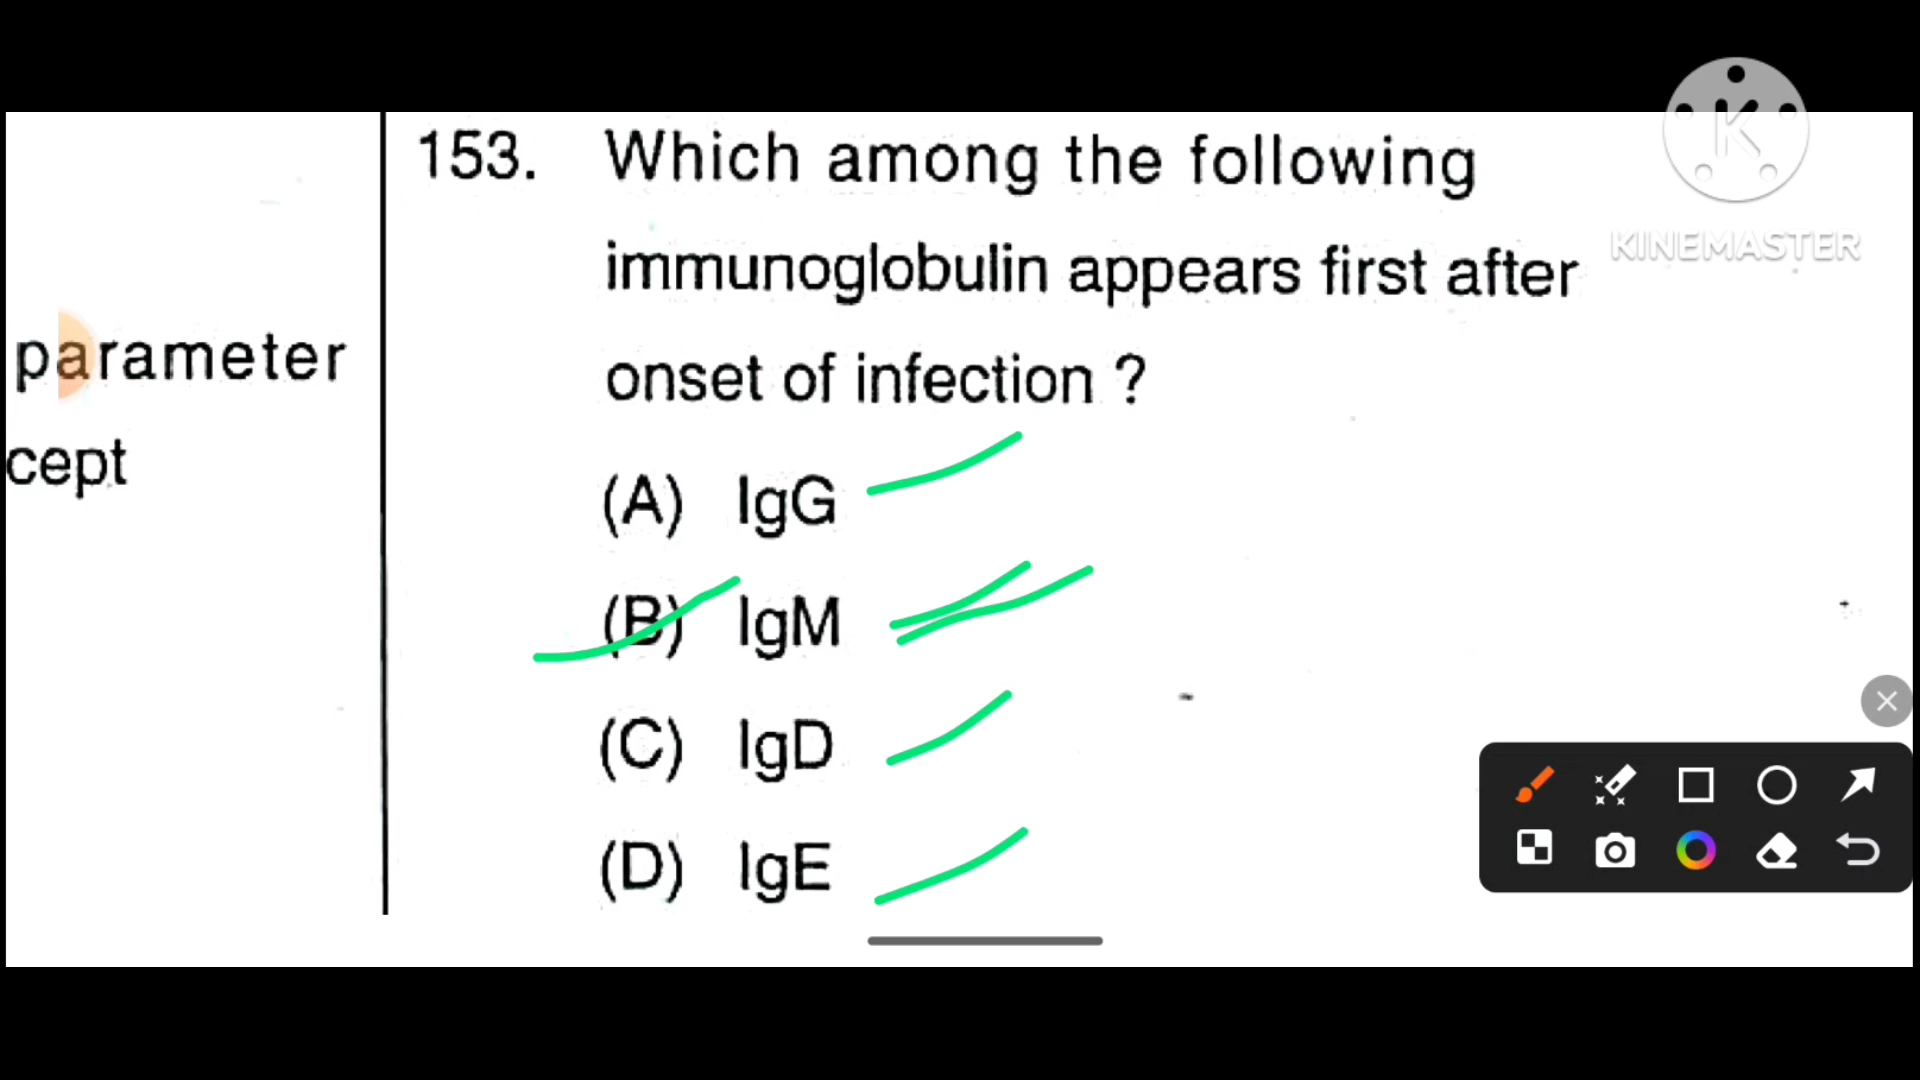 153. Which among the following
immunoglobulin appears first after
onset of infection ?
(A) IgG
(B) IgM
(C) IgD
(D) IgE
parameter
cept
K
KINEMASTER